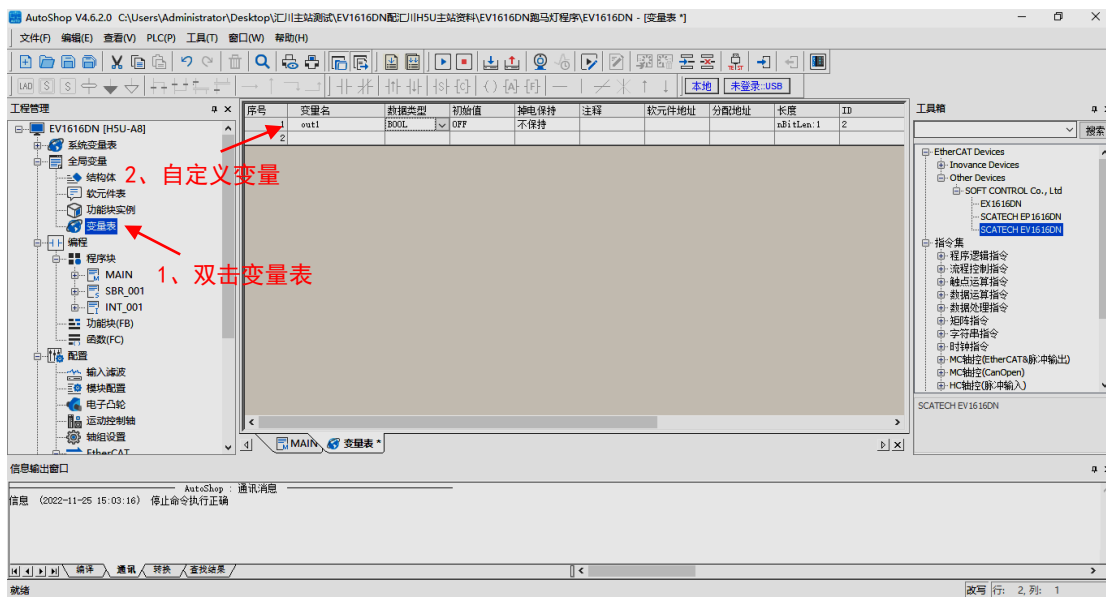 AutoShop V4.6.2.0 C:\Users\Administrator\Desktop\汇川主站测试\EV1616DN配汇川H5U主站资料\EV1616DN跑马灯程序\EV1616DN - [变量表 *]
文件(F) 编辑(E) 查看(V) PLC(P) 工具(T) 窗口(W) 帮助(H)
本地 未登录::USB
工程管理
EV1616DN [H5U-A8]
系统变量表
全局变量
结构体
软元件表
功能块实例
变量表
编程
程序块
MAIN
SBR_001
INT_001
功能块(FB)
函数(FC)
配置
输入滤波
模块配置
电子凸轮
运动控制轴
轴组设置
EtherCAT
序号 变量名 数据类型 初始值 掉电保持 注释 软元件地址 分配地址 长度 ID
1 out1 BOOL OFF 不保持 nBitLen:1 2
2
2、自定义变量
1、双击变量表
MAIN 变量表 *
工具箱
搜索
EtherCAT Devices
Inovance Devices
Other Devices
SOFT CONTROL Co., Ltd
EX1616DN
SCATECH EP1616DN
SCATECH EV1616DN
指令集
程序逻辑指令
流程控制指令
触点运算指令
数据运算指令
数据处理指令
矩阵指令
字符串指令
时钟指令
MC轴控(EtherCAT&脉冲输出)
MC轴控(CanOpen)
HC轴控(脉冲输入)
SCATECH EV1616DN
信息输出窗口
AutoShop : 通讯消息
信息 (2022-11-25 15:03:16) 停止命令执行正确
编译 通讯 转换 查找结果
就绪
改写 行: 2, 列: 1